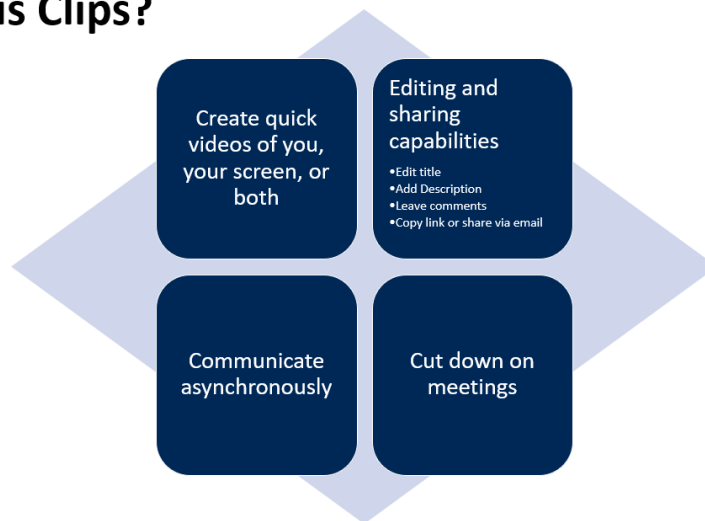 is Clips?
Create quick
videos of you,
your screen, or
both
Editing and
sharing
capabilities
•Edit title
•Add Description
•Leave comments
•Copy link or share via email
Communicate
asynchronously
Cut down on
meetings